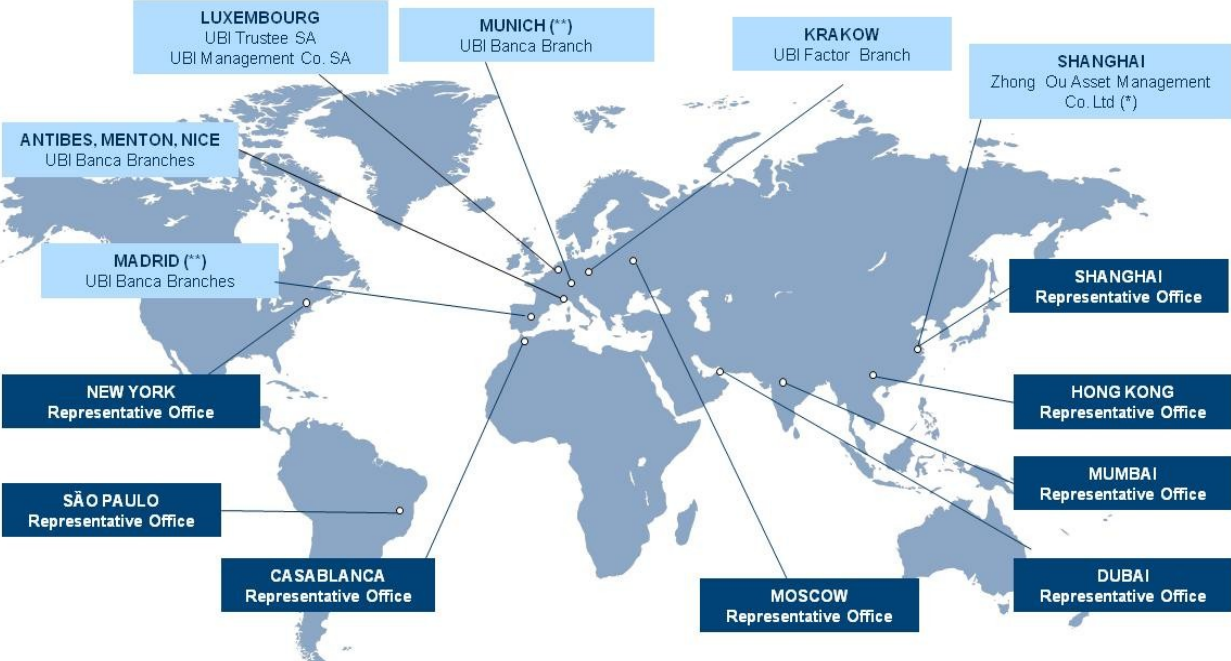 LUXEMBOURG
UBI Trustee SA
UBI Management Co. SA
MUNICH (**)
UBI Banca Branch
KRAKOW
UBI Factor Branch
SHANGHAI
Zhong Ou Asset Management
Co. Ltd (*)
ANTIBES, MENTON, NICE
UBI Banca Branches
MADRID (**)
UBI Banca Branches
SHANGHAI
Representative Office
NEW YORK
Representative Office
HONG KONG
Representative Office
MUMBAI
Representative Office
SÃO PAULO
Representative Office
CASABLANCA
Representative Office
MOSCOW
Representative Office
DUBAI
Representative Office